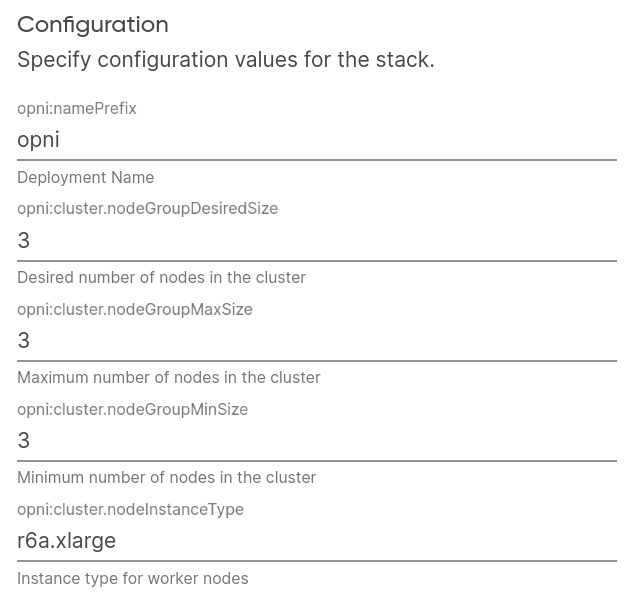 Configuration
Specify configuration values for the stack.
opni:namePrefix
opni
Deployment Name
opni:cluster.nodeGroupDesiredSize
3
Desired number of nodes in the cluster
opni:cluster.nodeGroupMaxSize
3
Maximum number of nodes in the cluster
opni:cluster.nodeGroupMinSize
3
Minimum number of nodes in the cluster
opni:cluster.nodeInstanceType
r6a.xlarge
Instance type for worker nodes